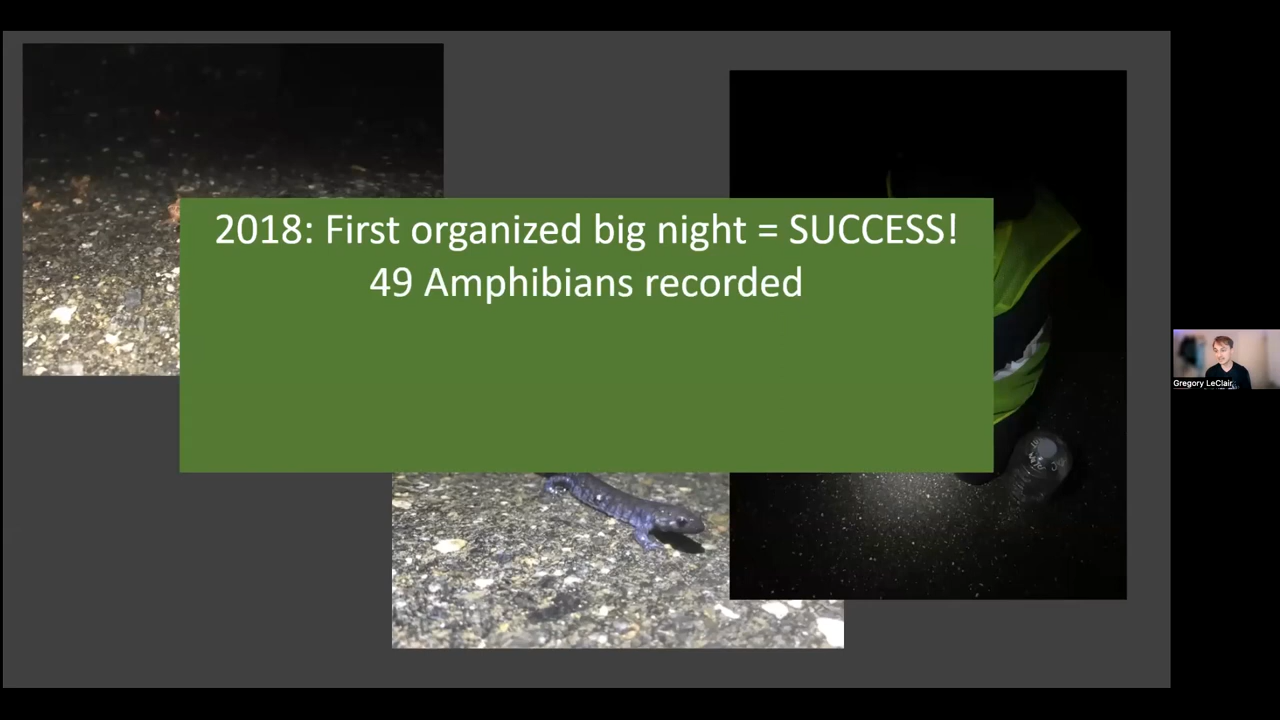 2018: First organized big night = SUCCESS!
49 Amphibians recorded
Gregory LeClair